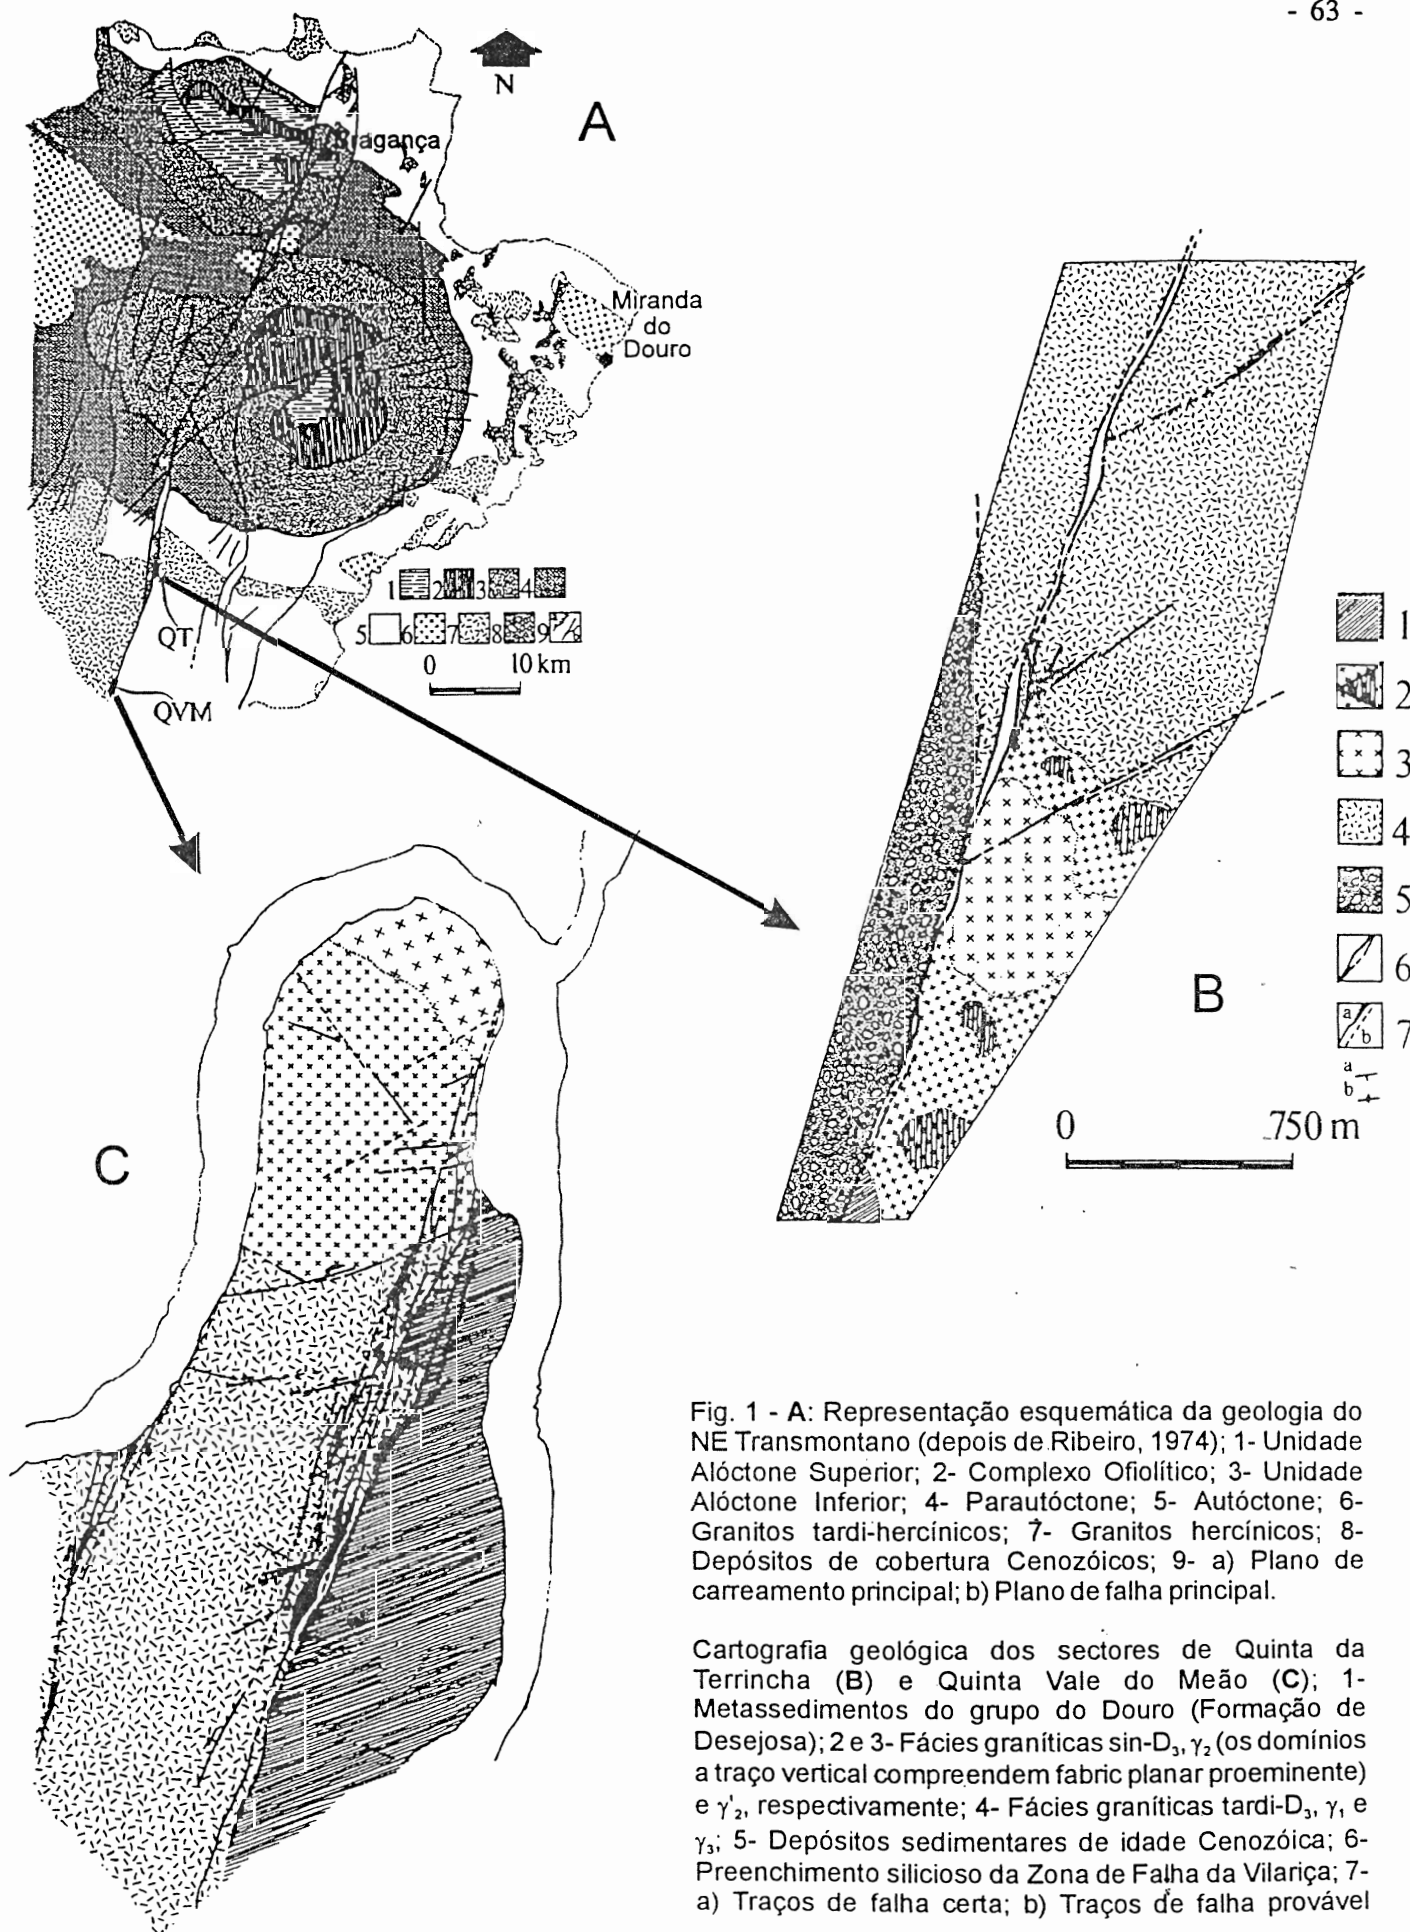 - 63 -
N
A
Bragança
Miranda
do
Douro
1 2 3 4
5 6 7 8 9
0 10 km
QT
QVM
1
2
3
4
5
6
a b 7
a
b
B
0 750 m
C
Fig. 1 - A: Representação esquemática da geologia do
NE Transmontano (depois de Ribeiro, 1974); 1- Unidade
Alóctone Superior; 2- Complexo Ofiolítico; 3- Unidade
Alóctone Inferior; 4- Parautóctone; 5- Autóctone; 6-
Granitos tardi-hercínicos; 7- Granitos hercínicos; 8-
Depósitos de cobertura Cenozóicos; 9- a) Plano de
carreamento principal; b) Plano de falha principal.
Cartografia geológica dos sectores de Quinta da
Terrincha (B) e Quinta Vale do Meão (C); 1-
Metassedimentos do grupo do Douro (Formação de
Desejosa); 2 e 3- Fácies graníticas sin-D₃, γ₂ (os domínios
a traço vertical compreendem fabric planar proeminente)
e γ'₂, respectivamente; 4- Fácies graníticas tardi-D₃, γ₁ e
γ₃; 5- Depósitos sedimentares de idade Cenozóica; 6-
Preenchimento silicioso da Zona de Falha da Vilariça; 7-
a) Traços de falha certa; b) Traços de falha provável